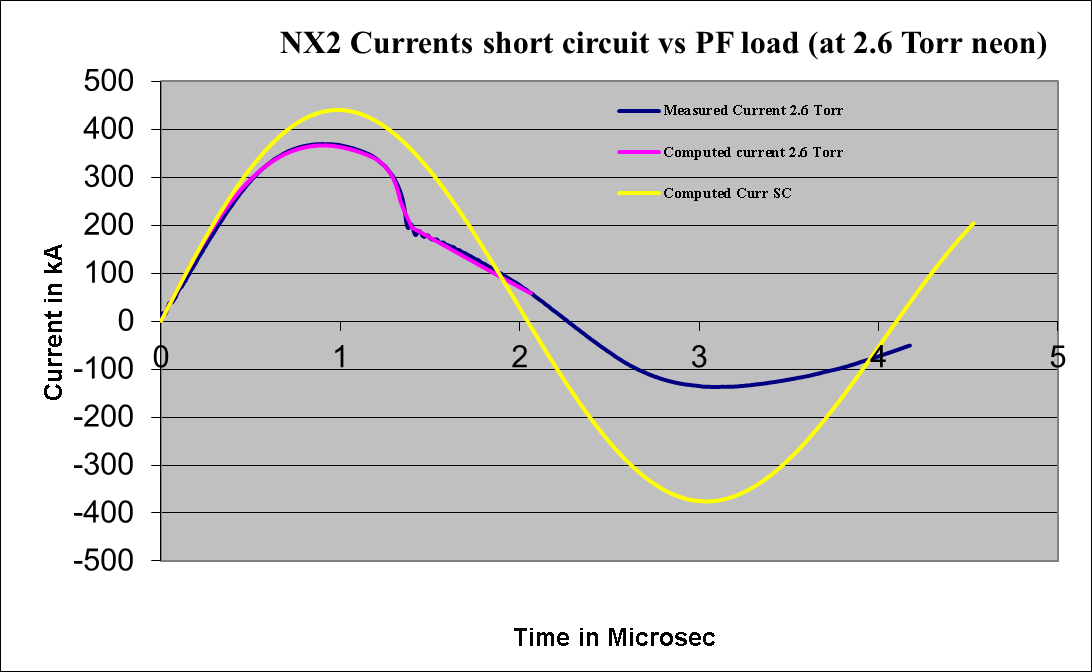 NX2 Currents short circuit vs PF load (at 2.6 Torr neon)
500
400
300
200
100
0
-100
-200
-300
-400
-500
Current in kA
Measured Current 2.6 Torr
Computed current 2.6 Torr
Computed Curr SC
0 1 2 3 4 5
Time in Microsec